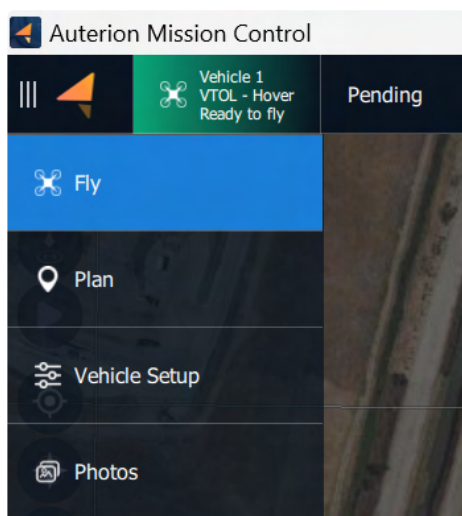 Auterion Mission Control
Vehicle 1
VTOL - Hover
Ready to fly
Pending
Fly
Plan
Vehicle Setup
Photos